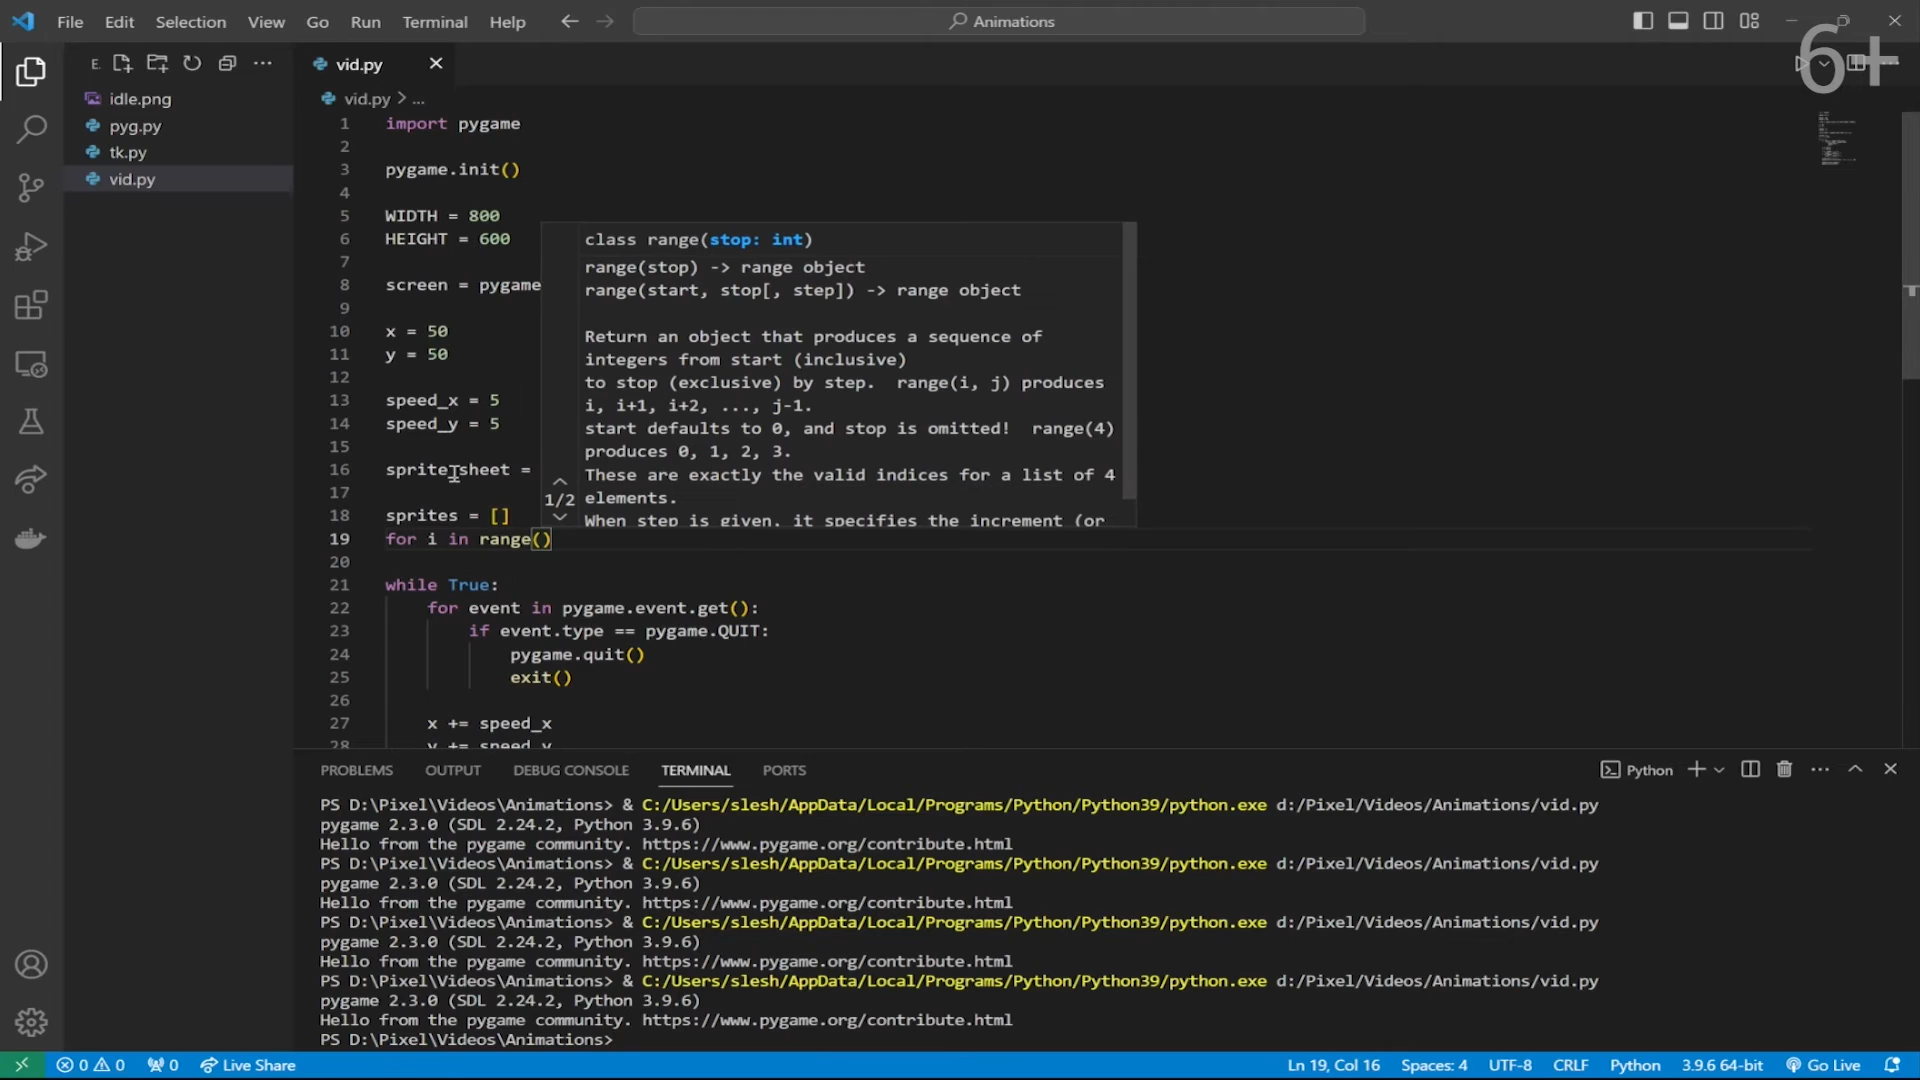 File Edit Selection View Go Run Terminal Help
Animations
6+
E.
vid.py
idle.png
pyg.py
tk.py
vid.py
vid.py > ...
1 import pygame
2
3 pygame.init()
4
5 WIDTH = 800
6 HEIGHT = 600
7
8 screen = pygame
9
10 x = 50
11 y = 50
12
13 speed_x = 5
14 speed_y = 5
15
16 sprite_sheet =
17
18 sprites = []
19 for i in range()
20
21 while True:
22 for event in pygame.event.get():
23 if event.type == pygame.QUIT:
24 pygame.quit()
25 exit()
26
27 x += speed_x
28 y += speed_y
class range(stop: int)
range(stop) -> range object
range(start, stop[, step]) -> range object
Return an object that produces a sequence of
integers from start (inclusive)
to stop (exclusive) by step. range(i, j) produces
i, i+1, i+2, ..., j-1.
start defaults to 0, and stop is omitted! range(4)
produces 0, 1, 2, 3.
These are exactly the valid indices for a list of 4
1/2
elements.
When step is given, it specifies the increment (or
PROBLEMS OUTPUT DEBUG CONSOLE TERMINAL PORTS
Python
PS D:\Pixel\Videos\Animations> & C:/Users/slesh/AppData/Local/Programs/Python/Python39/python.exe d:/Pixel/Videos/Animations/vid.py
pygame 2.3.0 (SDL 2.24.2, Python 3.9.6)
Hello from the pygame community. https://www.pygame.org/contribute.html
PS D:\Pixel\Videos\Animations> & C:/Users/slesh/AppData/Local/Programs/Python/Python39/python.exe d:/Pixel/Videos/Animations/vid.py
pygame 2.3.0 (SDL 2.24.2, Python 3.9.6)
Hello from the pygame community. https://www.pygame.org/contribute.html
PS D:\Pixel\Videos\Animations> & C:/Users/slesh/AppData/Local/Programs/Python/Python39/python.exe d:/Pixel/Videos/Animations/vid.py
pygame 2.3.0 (SDL 2.24.2, Python 3.9.6)
Hello from the pygame community. https://www.pygame.org/contribute.html
PS D:\Pixel\Videos\Animations> & C:/Users/slesh/AppData/Local/Programs/Python/Python39/python.exe d:/Pixel/Videos/Animations/vid.py
pygame 2.3.0 (SDL 2.24.2, Python 3.9.6)
Hello from the pygame community. https://www.pygame.org/contribute.html
PS D:\Pixel\Videos\Animations>
0 0 0 Live Share Ln 19, Col 16 Spaces: 4 UTF-8 CRLF Python 3.9.6 64-bit Go Live